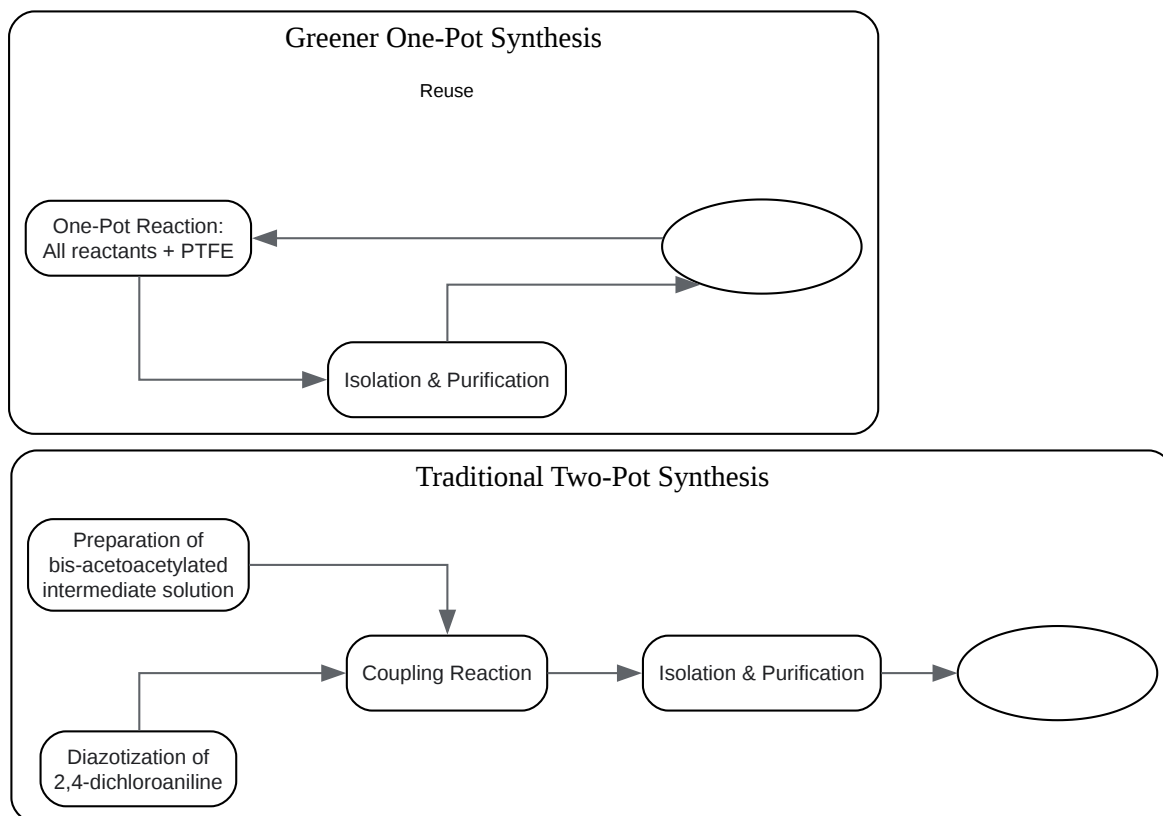 Greener One-Pot Synthesis
Reuse
One-Pot Reaction:
All reactants + PTFE
Isolation & Purification
Traditional Two-Pot Synthesis
Preparation of
bis-acetoacetylated
intermediate solution
Coupling Reaction
Isolation & Purification
Diazotization of
2,4-dichloroaniline